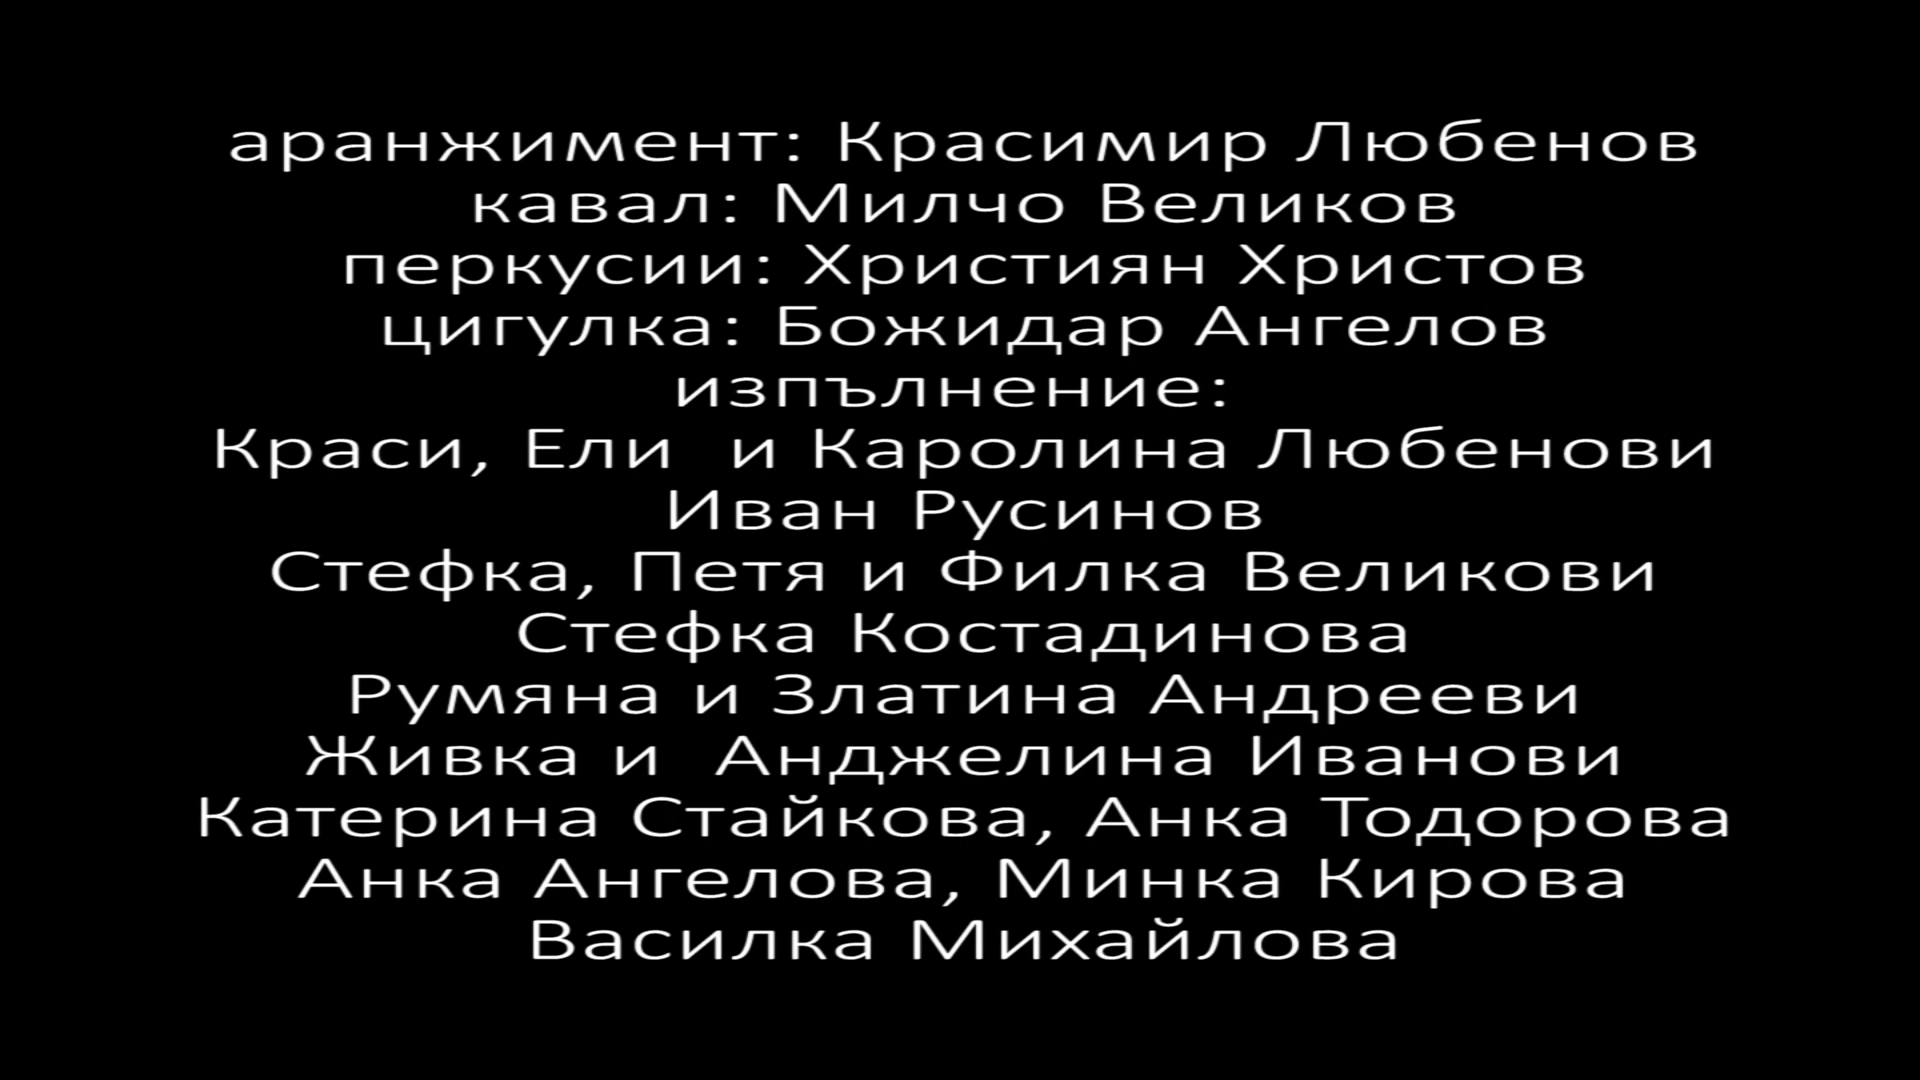 аранжимент: Красимир Любенов
кавал: Милчо Великов
перкусии: Християн Христов
цигулка: Божидар Ангелов
изпълнение:
Краси, Ели  и Каролина Любенови
Иван Русинов
Стефка, Петя и Филка Великови
Стефка Костадинова
Румяна и Златина Андрееви
Живка и  Анджелина Иванови
Катерина Стайкова, Анка Тодорова
Анка Ангелова, Минка Кирова
Василка Михайлова